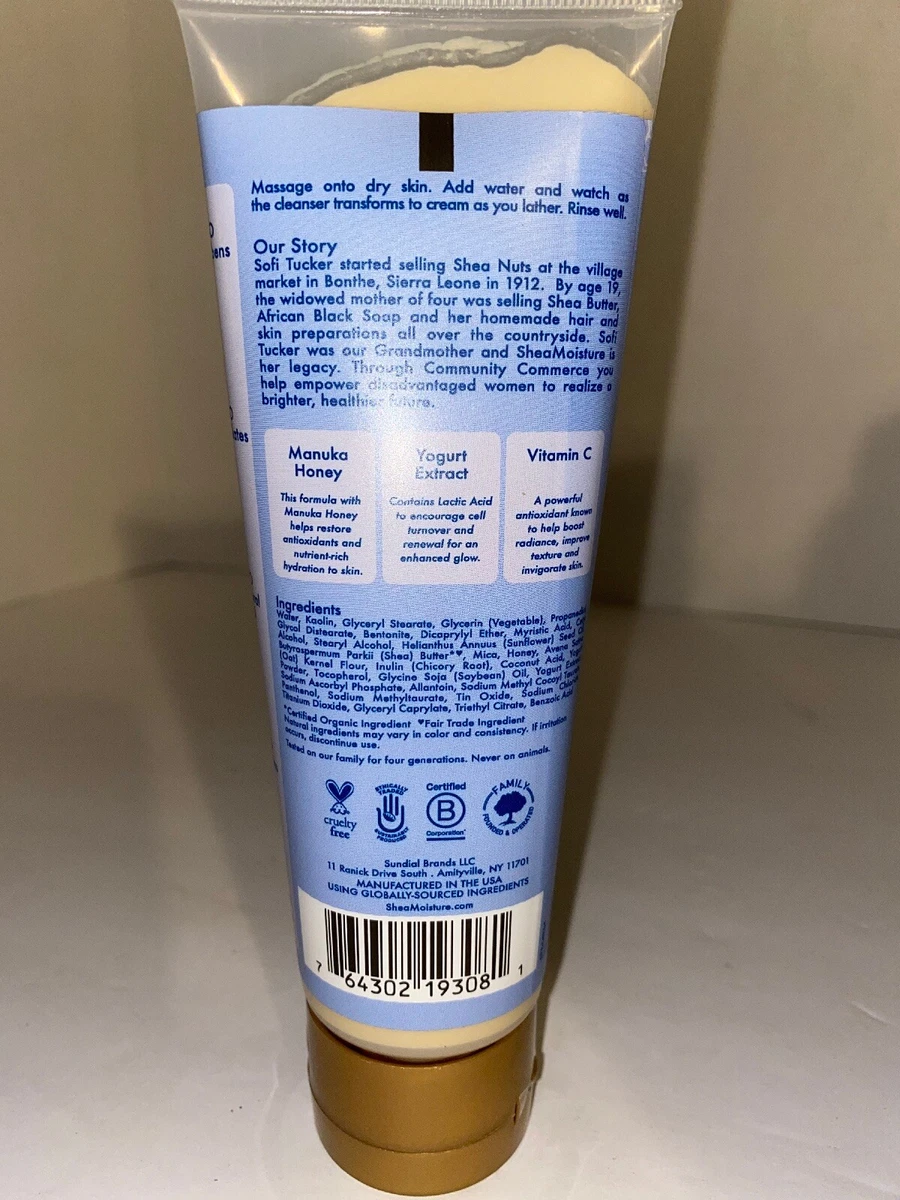 Massage onto dry skin. Add water and watch as
the cleanser transforms to cream as you lather. Rinse well.
Our Story
Sofi Tucker started selling Shea Nuts at the village
market in Bonthe, Sierra Leone in 1912. By age 19,
the widowed mother of four was selling Shea Butter,
African Black Soap and her homemade hair and
skin preparations all over the countryside. Sofi
Tucker was our Grandmother and SheaMoisture is
her legacy. Through Community Commerce you
help empower disadvantaged women to realize a
brighter, healthier future.
Manuka
Honey
This formula with
Manuka Honey
helps restore
antioxidants and
nutrient-rich
hydration to skin.
Yogurt
Extract
Contains Lactic Acid
to encourage cell
turnover and
renewal for an
enhanced glow.
Vitamin C
A powerful
antioxidant known
to help boost
radiance, improve
texture and
invigorate skin.
Ingredients
Water, Kaolin, Glyceryl Stearate, Glycerin (Vegetable),
Glycol Distearate, Bentonite, Dicaprylyl Ether, Myristic Acid,
Alcohol, Stearyl Alcohol, Helianthus Annuus (Sunflower) Seed
Butyrospermum Parkii (Shea) Butter*♥, Mica, Honey, Avena
(Oat) Kernel Flour, Inulin (Chicory Root), Coconut Acid,
Powder, Tocopherol, Glycine Soja (Soybean) Oil, Yogurt
Sodium Ascorbyl Phosphate, Allantoin, Sodium Methyl Cocoyl
Panthenol, Sodium Methyltaurate, Tin Oxide, Sodium
Titanium Dioxide, Glyceryl Caprylate, Triethyl Citrate, Benzoic
*Certified Organic Ingredient ♥Fair Trade Ingredient
Natural ingredients may vary in color and consistency. If irritation
occurs, discontinue use.
Tested on our family for four generations. Never on animals.
cruelty
free
ETHICALLY
TRADED
SUSTAINABLY
PRODUCED
Certified
B
Corporation
FAMILY
FOUNDED & OPERATED
Sundial Brands LLC
11 Ranick Drive South . Amityville, NY 11701
MANUFACTURED IN THE USA
USING GLOBALLY-SOURCED INGREDIENTS
SheaMoisture.com
7 64302 19308 1